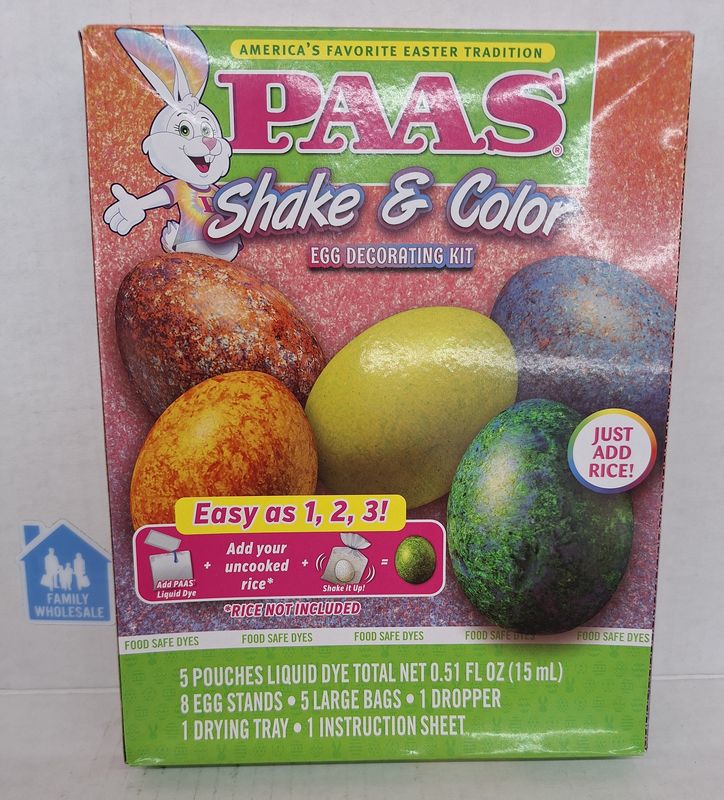 AMERICA'S FAVORITE EASTER TRADITION
PAAS®
Shake & Color
EGG DECORATING KIT
JUST
ADD
RICE!
Easy as 1, 2, 3!
Add PAAS
Liquid Dye
+
Add your
uncooked
rice*
+
Shake it Up!
=
*RICE NOT INCLUDED
FAMILY
WHOLESALE
FOOD SAFE DYES FOOD SAFE DYES FOOD SAFE DYES FOOD SAFE DYES FOOD SAFE DYES
5 POUCHES LIQUID DYE TOTAL NET 0.51 FL OZ (15 mL)
8 EGG STANDS • 5 LARGE BAGS • 1 DROPPER
1 DRYING TRAY • 1 INSTRUCTION SHEET